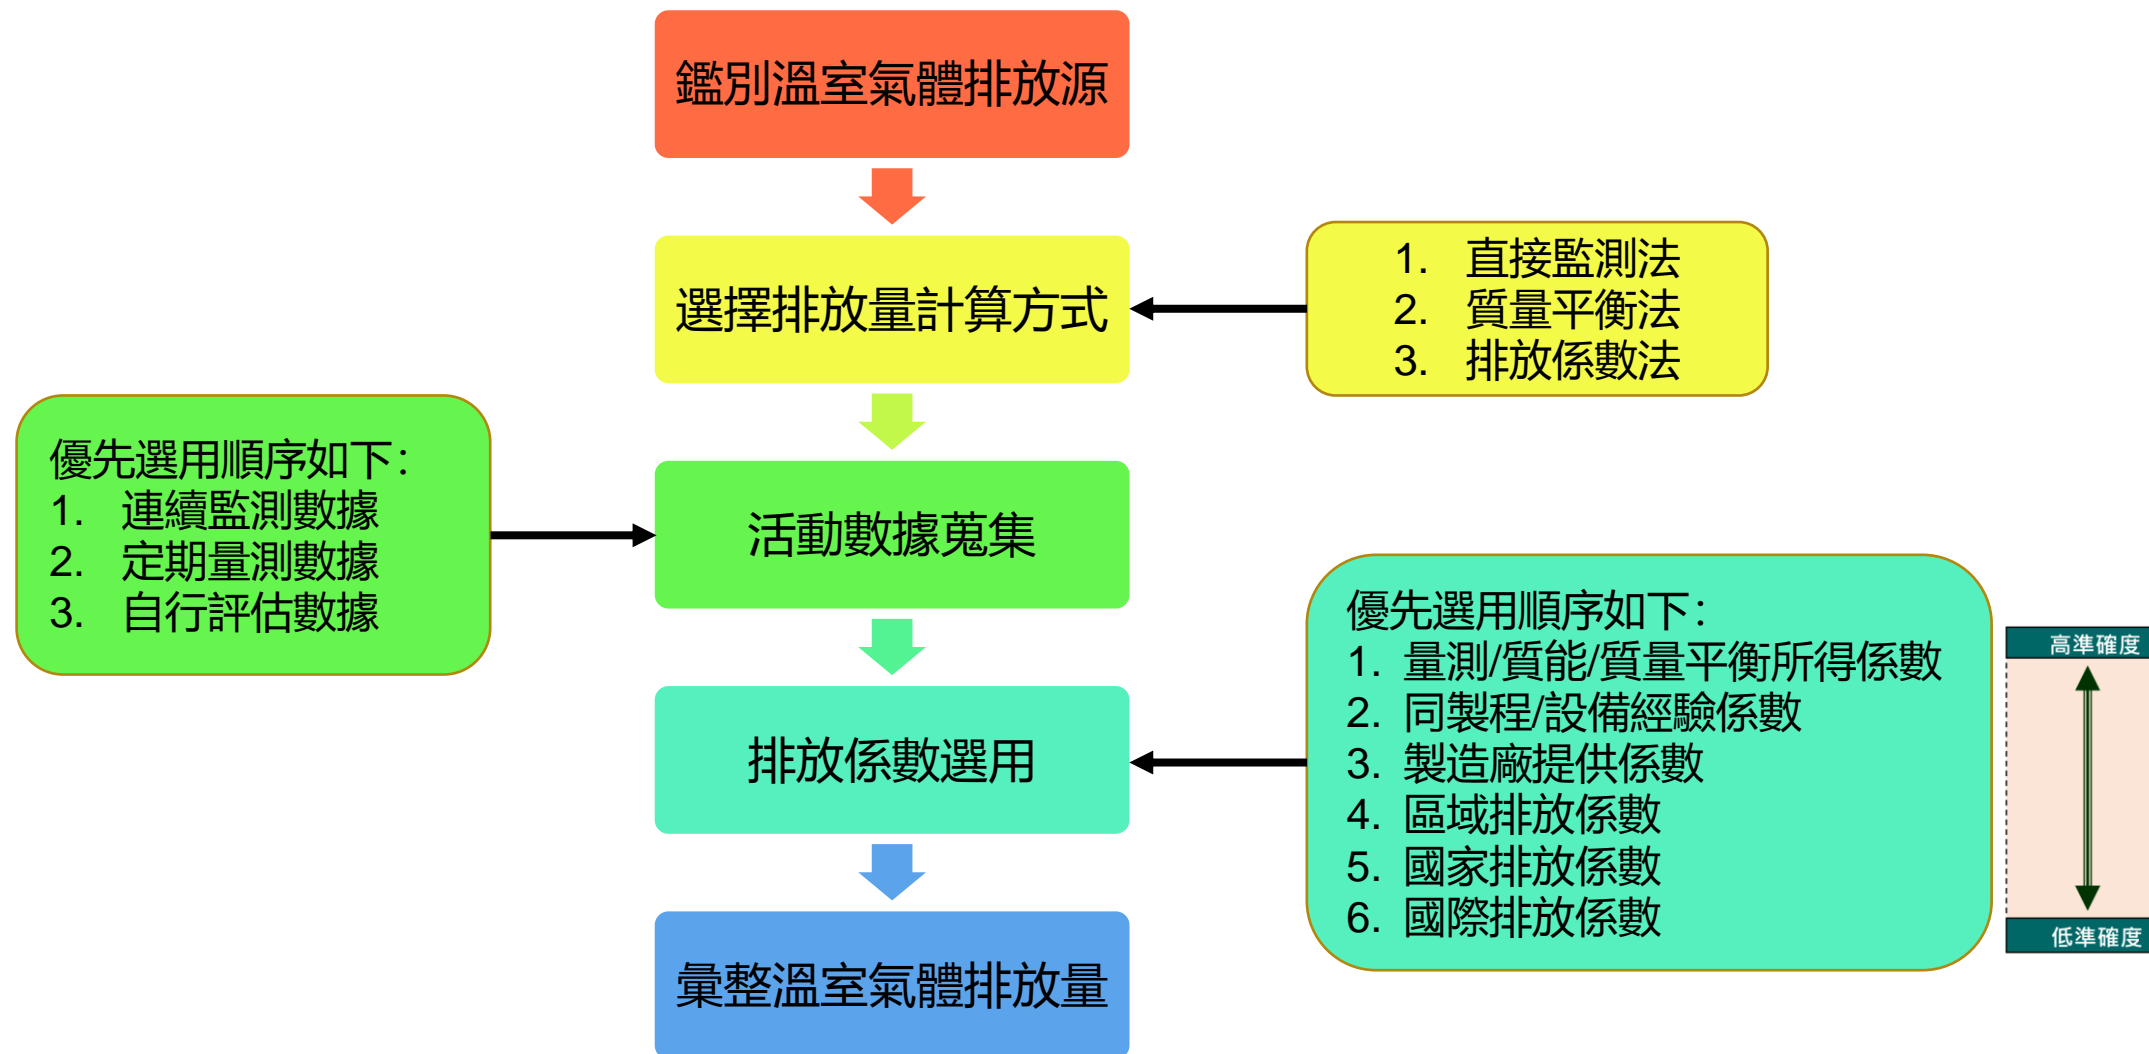 鑑別溫室氣體排放源
選擇排放量計算方式
1. 直接監測法
2. 質量平衡法
3. 排放係數法
優先選用順序如下：
1. 連續監測數據
2. 定期量測數據
3. 自行評估數據
活動數據蒐集
排放係數選用
優先選用順序如下：
1. 量測/質能/質量平衡所得係數
2. 同製程/設備經驗係數
3. 製造廠提供係數
4. 區域排放係數
5. 國家排放係數
6. 國際排放係數
高準確度
低準確度
彙整溫室氣體排放量